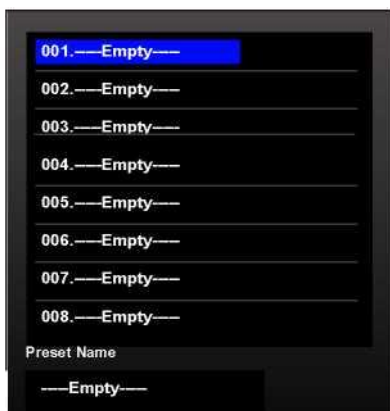 001.-----Empty-----
002.-----Empty-----
003.-----Empty-----
004.-----Empty-----
005.-----Empty-----
006.-----Empty-----
007.-----Empty-----
008.-----Empty-----
Preset Name
-----Empty-----